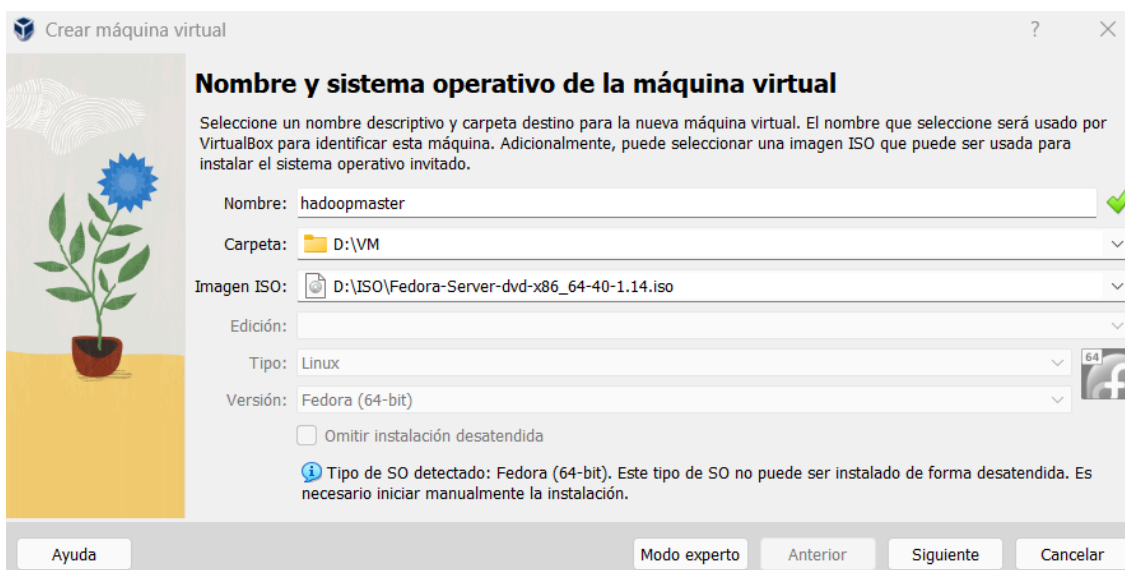 Crear máquina virtual
Nombre y sistema operativo de la máquina virtual
Seleccione un nombre descriptivo y carpeta destino para la nueva máquina virtual. El nombre que seleccione será usado por
VirtualBox para identificar esta máquina. Adicionalmente, puede seleccionar una imagen ISO que puede ser usada para
instalar el sistema operativo invitado.
Nombre: hadoopmaster
Carpeta: D:\VM
Imagen ISO: D:\ISO\Fedora-Server-dvd-x86_64-40-1.14.iso
Edición:
Tipo: Linux
64
Versión: Fedora (64-bit)
Omitir instalación desatendida
Tipo de SO detectado: Fedora (64-bit). Este tipo de SO no puede ser instalado de forma desatendida. Es
necesario iniciar manualmente la instalación.
Ayuda Modo experto Anterior Siguiente Cancelar